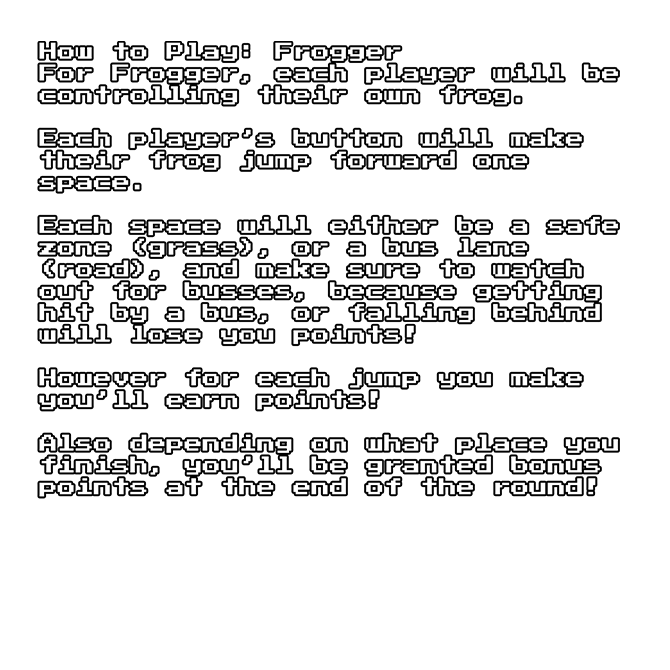 How to Play: Frogger
For Frogger, each player will be
controlling their own frog.
Each player's button will make
their frog jump forward one
space.
Each space will either be a safe
zone (grass), or a bus lane
(road), and make sure to watch
out for busses, because getting
hit by a bus, or falling behind
will lose you points!
However for each jump you make
you'll earn points!
Also depending on what place you
finish, you'll be granted bonus
points at the end of the round!